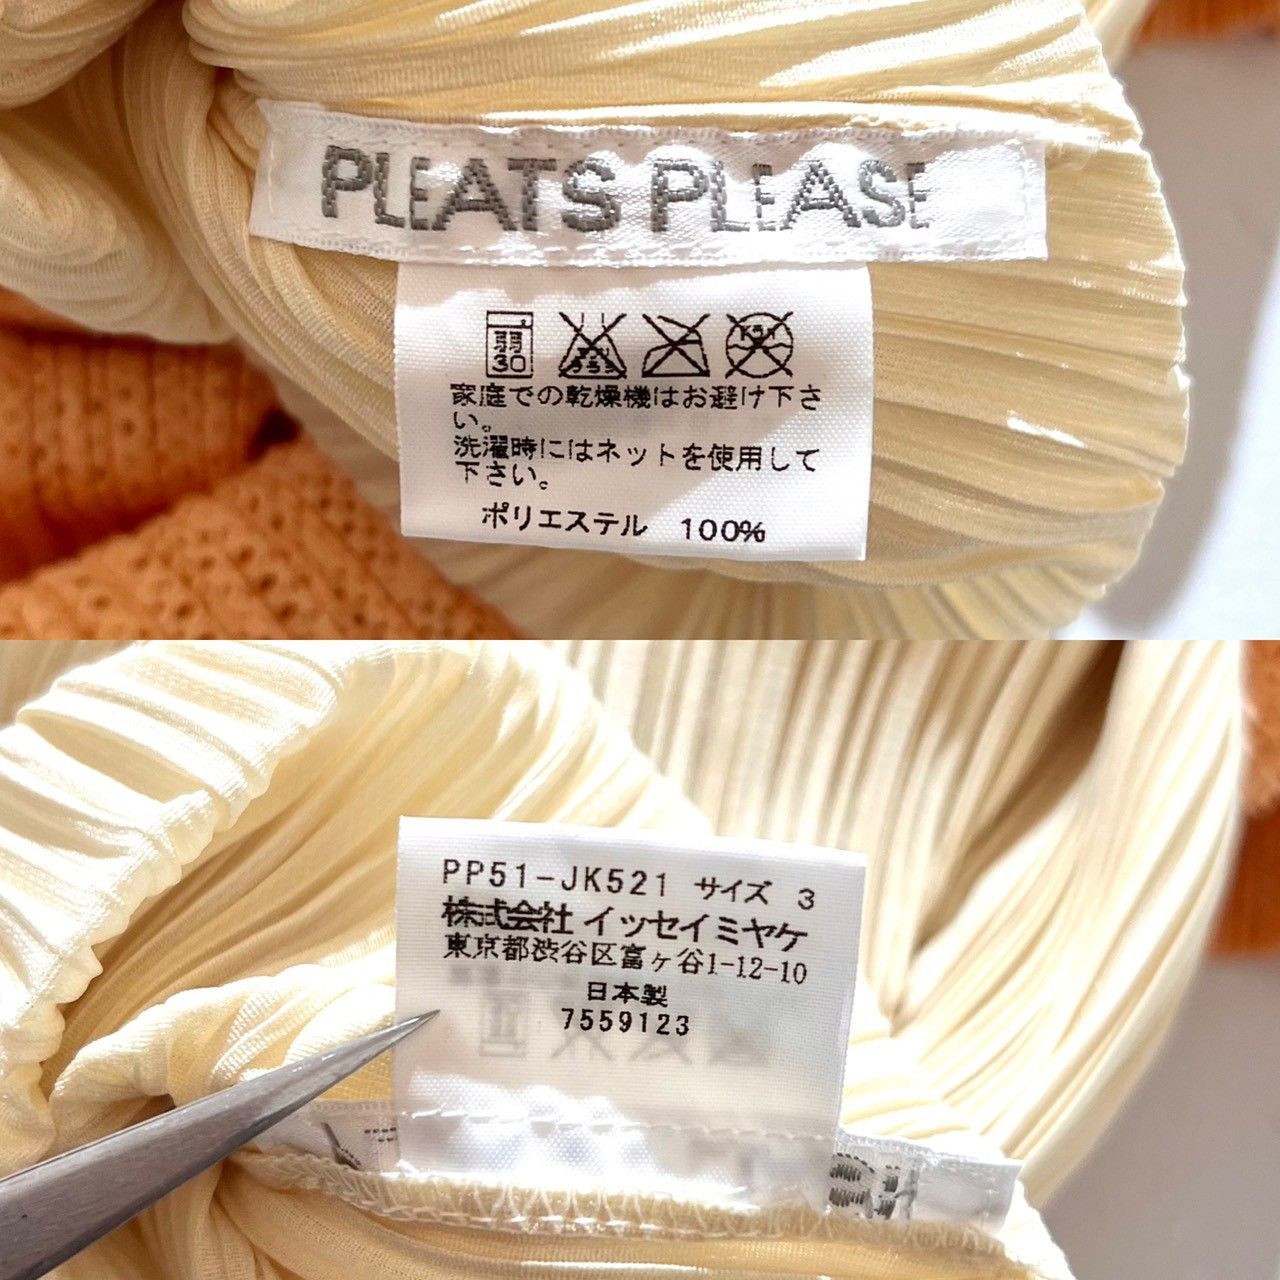 PLEATS PLEASE
弱
30
家庭での乾燥機はお避け下さ
い。
洗濯時にはネットを使用して
下さい。
ポリエステル 100%
PP51-JK521 サイズ 3
株式会社 イッセイミヤケ
東京都渋谷区富ヶ谷1-12-10
日本製
7559123